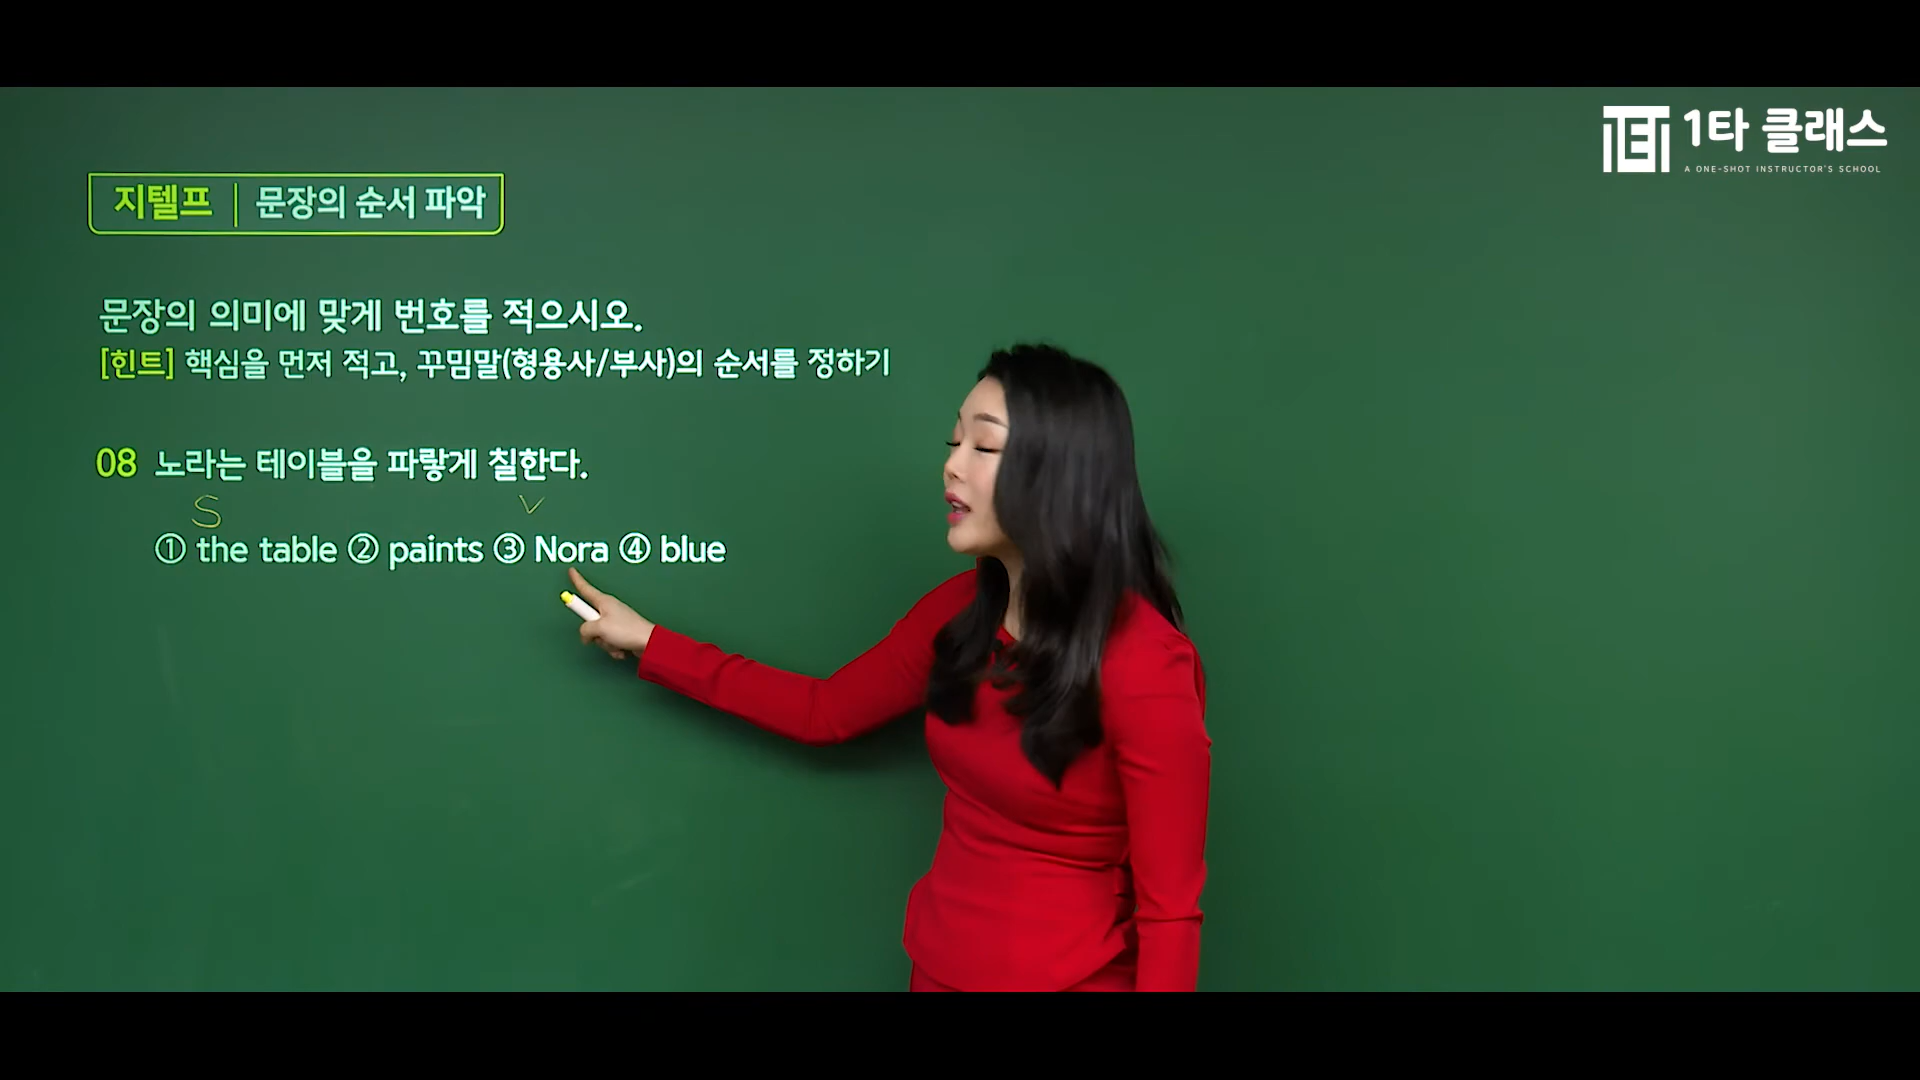 1타 클래스
A ONE-SHOT INSTRUCTOR'S SCHOOL
지텔프 | 문장의 순서 파악
문장의 의미에 맞게 번호를 적으시오.
[힌트] 핵심을 먼저 적고, 꾸밈말(형용사/부사)의 순서를 정하기
08 노라는 테이블을 파랗게 칠한다.
S V
① the table ② paints ③ Nora ④ blue